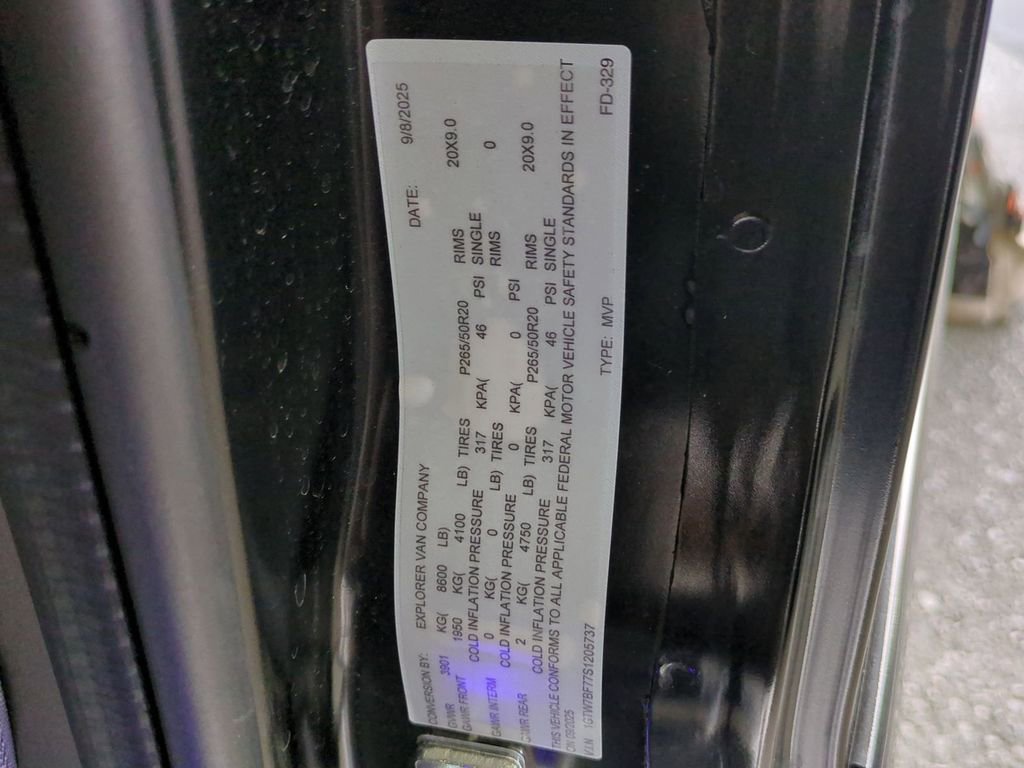 CONVERSION BY: EXPLORER VAN COMPANY DATE: 9/8/2025
GVWR 3901 KG( 8600 LB)
GAWR FRONT 1950 KG( 4100 LB) TIRES P265/50R20 RIMS 20X9.0
COLD INFLATION PRESSURE 317 KPA( 46 PSI SINGLE
GAWR INTERM 0 KG( 0 LB) TIRES RIMS 0
COLD INFLATION PRESSURE 0 KPA( 0 PSI
GAWR REAR 2 KG( 4750 LB) TIRES P265/50R20 RIMS 20X9.0
COLD INFLATION PRESSURE 317 KPA( 46 PSI SINGLE
THIS VEHICLE CONFORMS TO ALL APPLICABLE FEDERAL MOTOR VEHICLE SAFETY STANDARDS IN EFFECT
ON 09/2025
V.I.N. 1GTW7BF77S1205737 TYPE: MVP FD-329